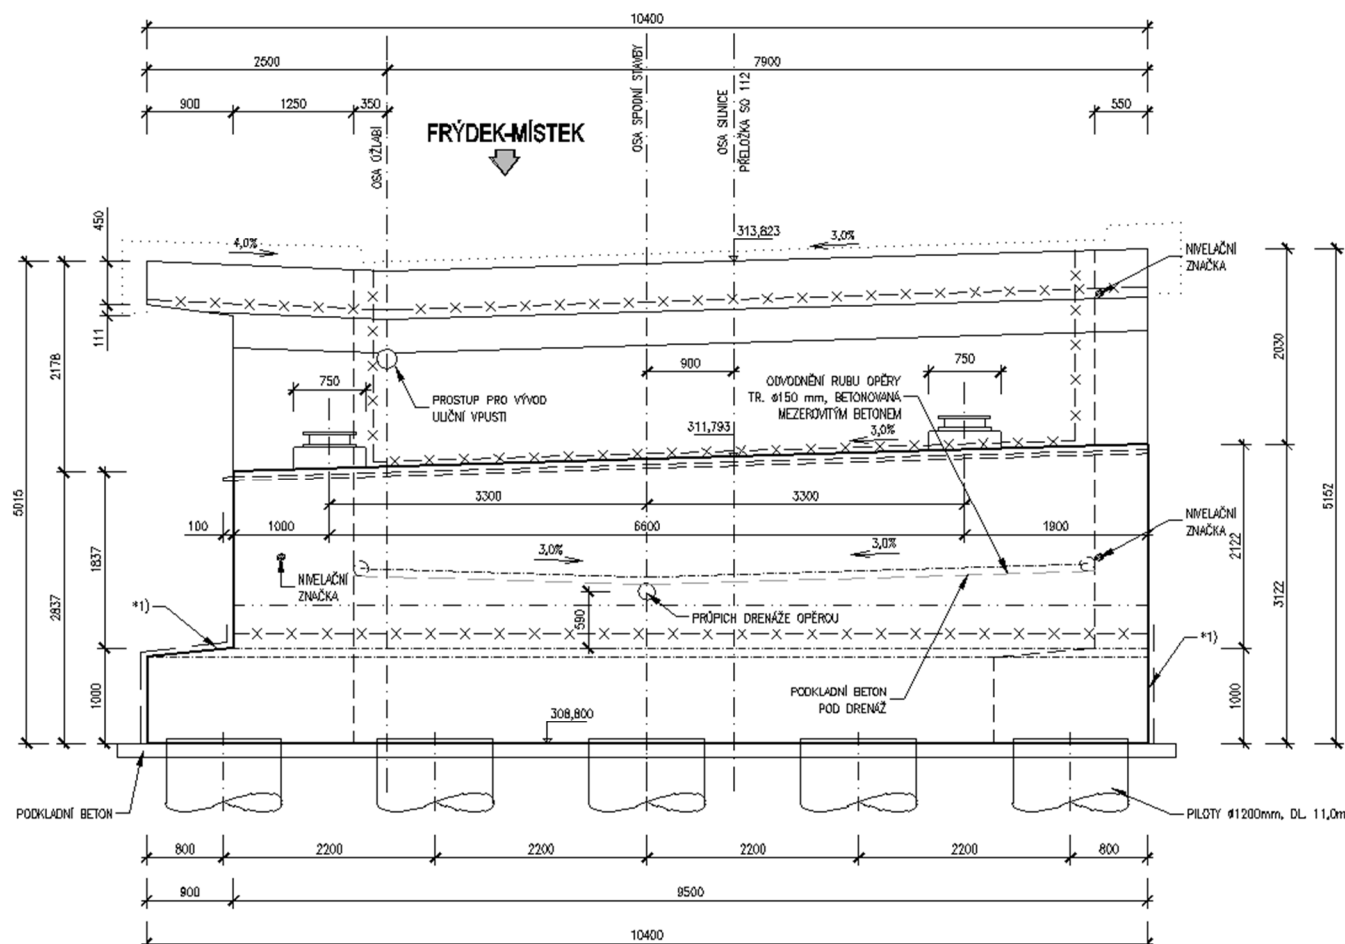 10400
2500
7900
900
1250
350
550
FRÝDEK-MÍSTEK
OSA ÚŽLABÍ
OSA SPODNÍ STAVBY
OSA SILNICE
PŘELOŽKA SO 112
450
111
2178
5015
1837
2837
1000
4,0%
313,823
3,0%
NIVELAČNÍ
ZNAČKA
2030
750
PROSTUP PRO VÝVOD
ULIČNÍ VPUSTI
900
ODVODNĚNÍ RUBU OPĚRY
TR. ø150 mm, BETONOVANÁ
MEZEROVITÝM BETONEM
750
311,793
3,0%
3300
3300
100
1000
6600
1900
NIVELAČNÍ
ZNAČKA
5152
2122
3122
3,0%
3,0%
NIVELAČNÍ
ZNAČKA
*1)
590
PRŮPICH DRENÁŽE OPĚROU
*1)
PODKLADNÍ BETON
POD DRENÁŽ
1000
308,800
PODKLADNÍ BETON
PILOTY ø1200mm, DL. 11,0m
800
2200
2200
2200
2200
800
900
9500
10400